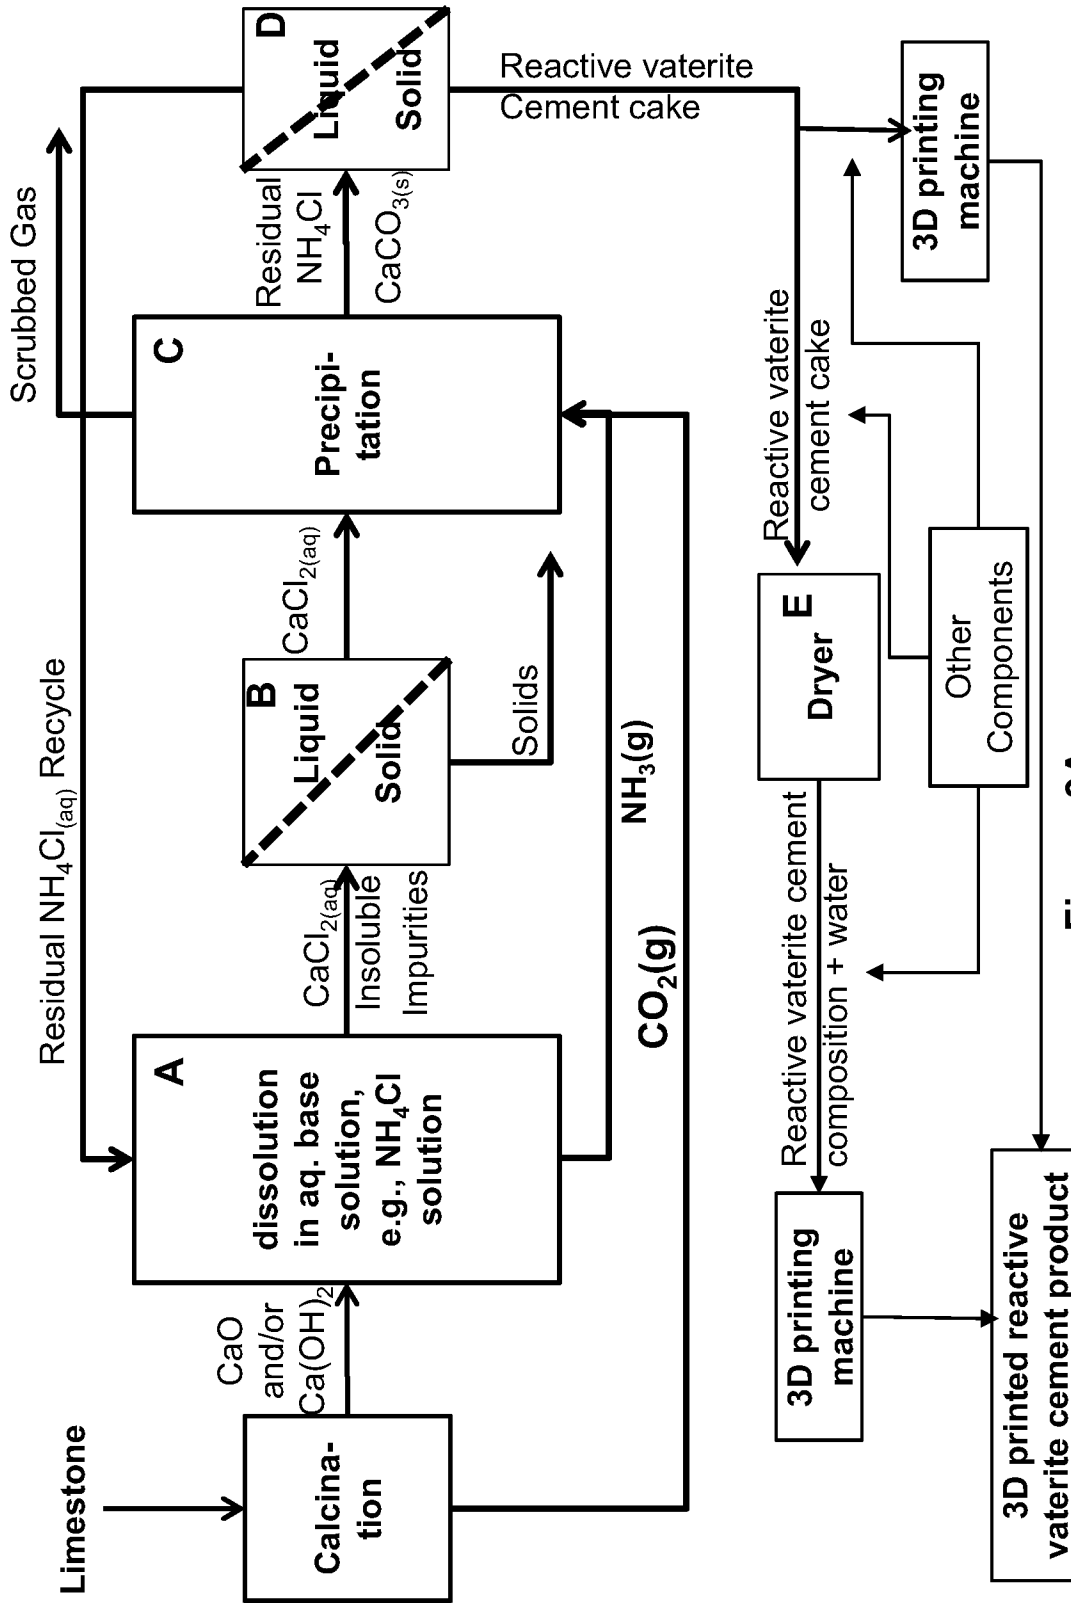 Scrubbed Gas
Residual NH₄Cl(aq) Recycle
Limestone
Calcina-
tion
CaO
and/or
Ca(OH)₂
A
dissolution
in aq. base
solution,
e.g., NH₄Cl
solution
CaCl₂(aq)
Insoluble
Impurities
B
Liquid
Solid
Solids
CaCl₂(aq)
C
Precipi-
tation
Residual
NH₄Cl
CaCO₃(s)
D
Liquid
Solid
NH₃(g)
CO₂(g)
Reactive vaterite
Cement cake
Reactive vaterite
cement cake
E
Dryer
Reactive vaterite cement
composition + water
3D printing
machine
3D printing
machine
Other
Components
3D printed reactive
vaterite cement product